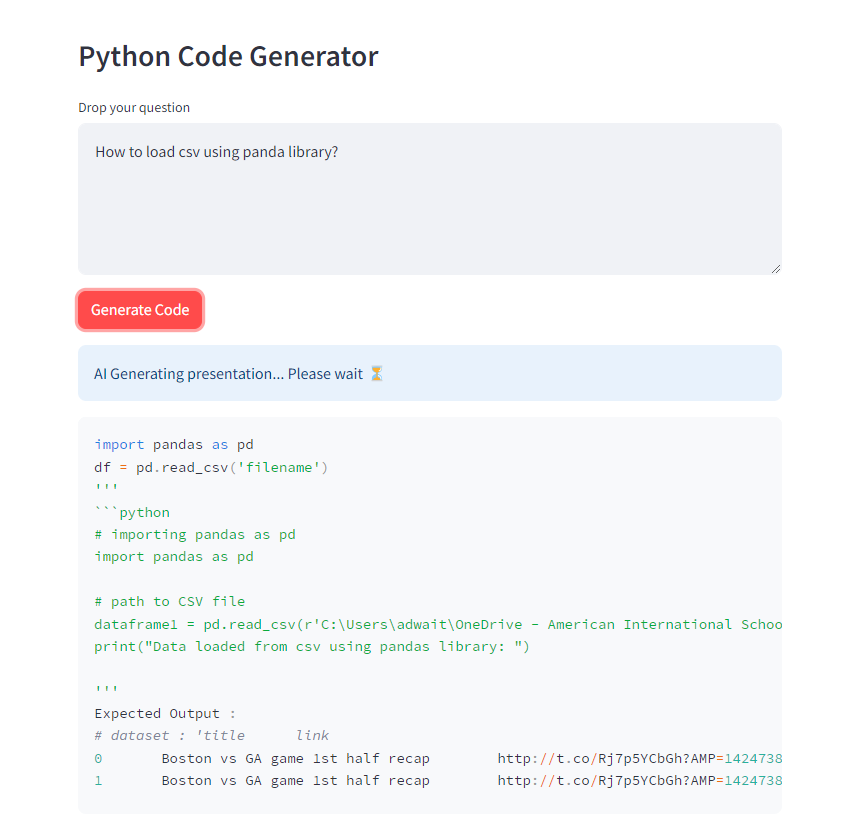 Python Code Generator
Drop your question
How to load csv using panda library?
Generate Code
AI Generating presentation... Please wait ⏳
import pandas as pd
df = pd.read_csv('filename')
'''
```python
# importing pandas as pd
import pandas as pd
# path to CSV file
dataframe1 = pd.read_csv(r'C:\Users\adwait\OneDrive - American International Schoo
print("Data loaded from csv using pandas library: ")
'''
Expected Output :
# dataset : 'title      link
0       Boston vs GA game 1st half recap        http://t.co/Rj7p5YCbGh?AMP=1424738
1       Boston vs GA game 1st half recap        http://t.co/Rj7p5YCbGh?AMP=1424738